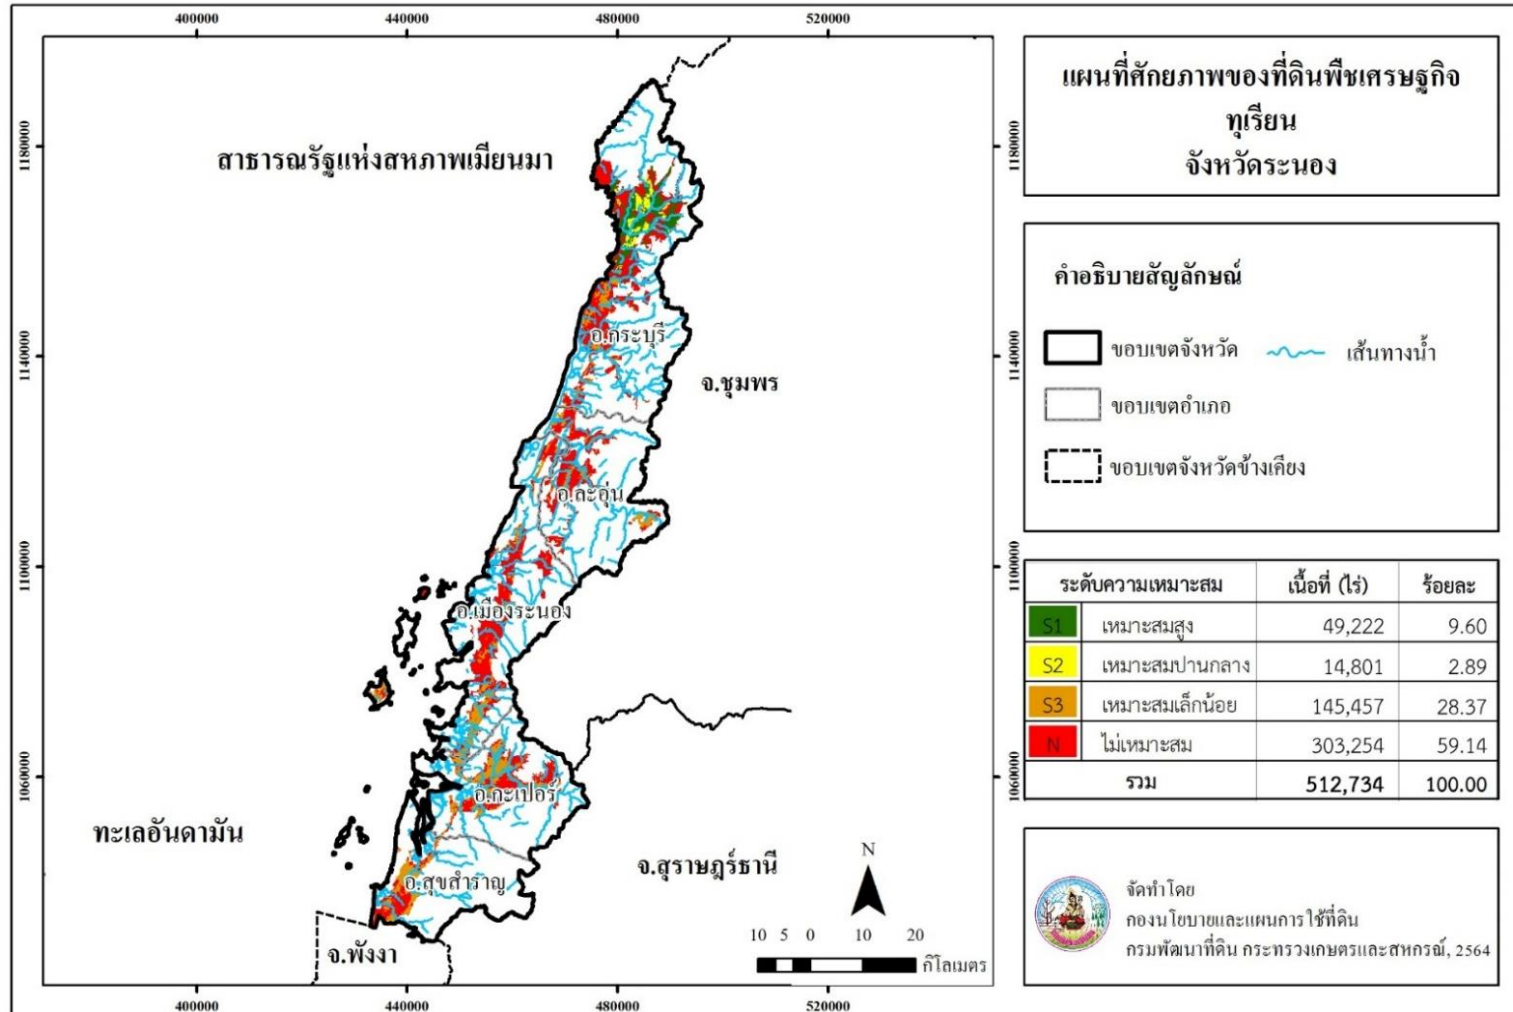 400000 440000 480000 520000
แผนที่ศักยภาพของที่ดินพืชเศรษฐกิจ
ทุเรียน
จังหวัดระนอง
สาธารณรัฐแห่งสหภาพเมียนมา
1180000
1180000
คำอธิบายสัญลักษณ์
ขอบเขตจังหวัด เส้นทางน้ำ
ขอบเขตอำเภอ
ขอบเขตจังหวัดข้างเคียง
1140000
1140000
อ.กระบุรี
จ.ชุมพร
อ.ละอุ่น
1100000
1100000
อ.เมืองระนอง
ระดับความเหมาะสม เนื้อที่ (ไร่) ร้อยละ
S1 เหมาะสมสูง 49,222 9.60
S2 เหมาะสมปานกลาง 14,801 2.89
S3 เหมาะสมเล็กน้อย 145,457 28.37
N ไม่เหมาะสม 303,254 59.14
รวม 512,734 100.00
1060000
1060000
อ.กะเปอร์
ทะเลอันดามัน
จ.สุราษฎร์ธานี
อ.สุขสำราญ
จ.พังงา
N
10 5 0 10 20
กิโลเมตร
จัดทำโดย
กองนโยบายและแผนการใช้ที่ดิน
กรมพัฒนาที่ดิน กระทรวงเกษตรและสหกรณ์, 2564
400000 440000 480000 520000